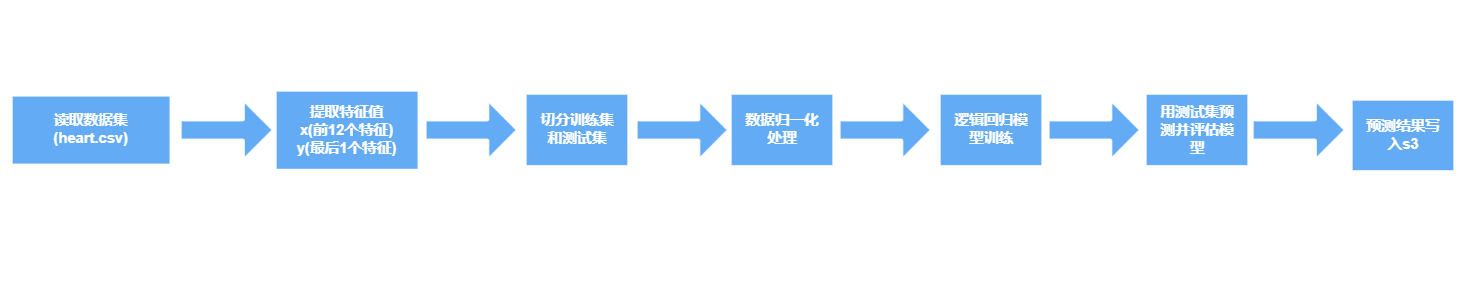 读取数据集
(heart.csv)
提取特征值
x(前12个特征)
y(最后1个特征)
切分训练集
和测试集
数据归一化
处理
逻辑回归模
型训练
用测试集预
测并评估模
型
预测结果写
入s3